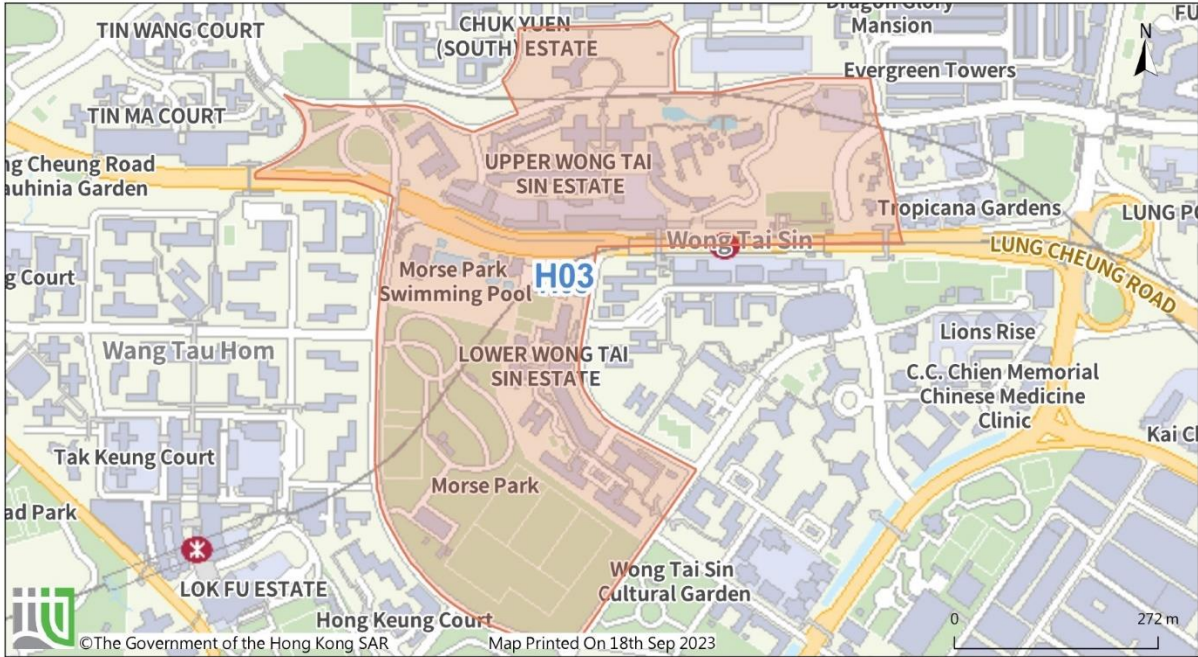 TIN WANG COURT
CHUK YUEN
(SOUTH) ESTATE
Dragon Glory
Mansion
FU
N
Evergreen Towers
TIN MA COURT
ng Cheung Road
auhinia Garden
UPPER WONG TAI
SIN ESTATE
Tropicana Gardens
LUNG PO
Wong Tai Sin
LUNG CHEUNG ROAD
g Court
Morse Park
Swimming Pool
H03
Wang Tau Hom
LOWER WONG TAI
SIN ESTATE
Lions Rise
C.C. Chien Memorial
Chinese Medicine
Clinic
Kai Ch
Tak Keung Court
Morse Park
ad Park
LOK FU ESTATE
Wong Tai Sin
Cultural Garden
Hong Keung Court
0 272 m
©The Government of the Hong Kong SAR
Map Printed On 18th Sep 2023